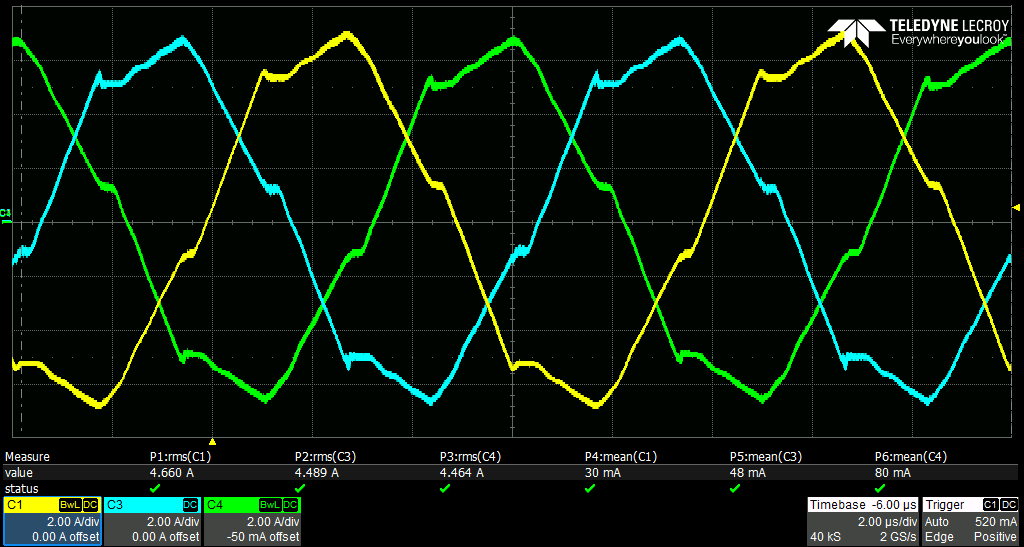 TELEDYNE LECROY
Everywhereyoulook™
C1
Measure P1:rms(C1) P2:rms(C3) P3:rms(C4) P4:mean(C1) P5:mean(C3) P6:mean(C4)
value 4.660 A 4.489 A 4.464 A 30 mA 48 mA 80 mA
status
C1 BwL DC C3 DC C4 BwL DC Timebase -6.00 µs Trigger C1 DC
2.00 A/div 2.00 A/div 2.00 A/div 2.00 µs/div Auto 520 mA
0.00 A offset 0.00 A offset -50 mA offset 40 kS 2 GS/s Edge Positive